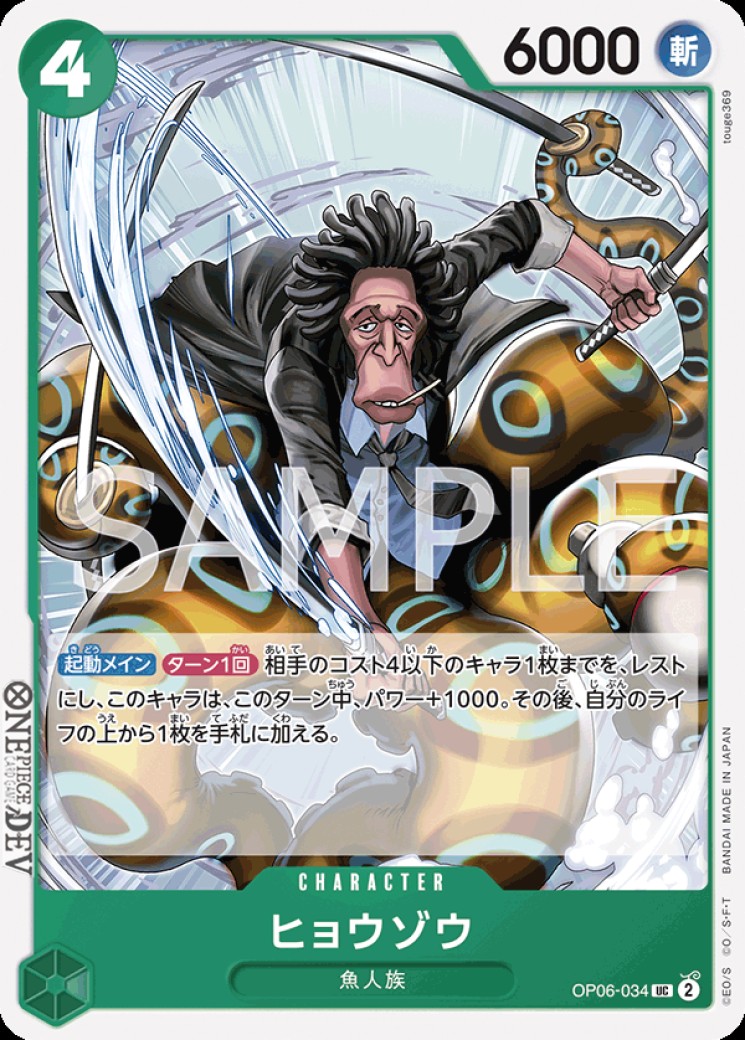 4
6000
斬
touge369
SAMPLE
起動メイン ターン1回 相手のコスト4以下のキャラ1枚までを、レスト
にし、このキャラは、このターン中、パワー+1000。その後、自分のライ
フの上から1枚を手札に加える。
ONE PIECE
CARD GAME
DEV
BANDAI MADE IN JAPAN
©E.O/S ©O/S・F・T
CHARACTER
ヒョウゾウ
魚人族
OP06-034 UC 2